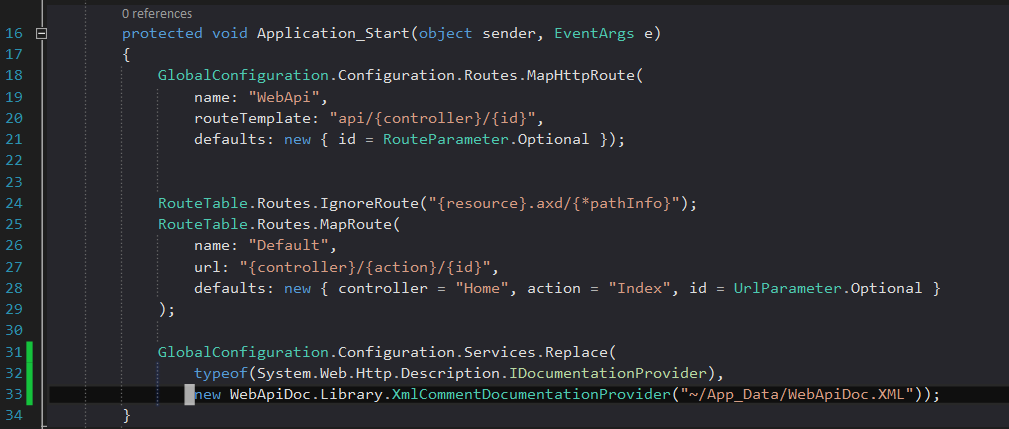 0 references
16 protected void Application_Start(object sender, EventArgs e)
17 {
18 GlobalConfiguration.Configuration.Routes.MapHttpRoute(
19 name: "WebApi",
20 routeTemplate: "api/{controller}/{id}",
21 defaults: new { id = RouteParameter.Optional });
22
23
24 RouteTable.Routes.IgnoreRoute("{resource}.axd/{*pathInfo}");
25 RouteTable.Routes.MapRoute(
26 name: "Default",
27 url: "{controller}/{action}/{id}",
28 defaults: new { controller = "Home", action = "Index", id = UrlParameter.Optional }
29 );
30
31 GlobalConfiguration.Configuration.Services.Replace(
32 typeof(System.Web.Http.Description.IDocumentationProvider),
33 new WebApiDoc.Library.XmlCommentDocumentationProvider("~/App_Data/WebApiDoc.XML"));
34 }